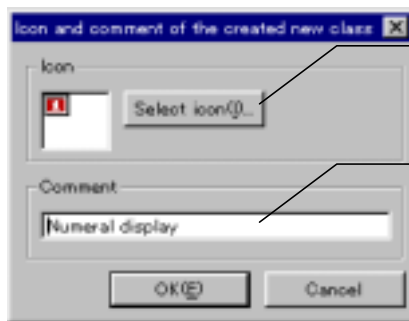 Icon and comment of the created new class
Icon
Select icon(I)...
Comment
Numeral display
OK(E)
Cancel